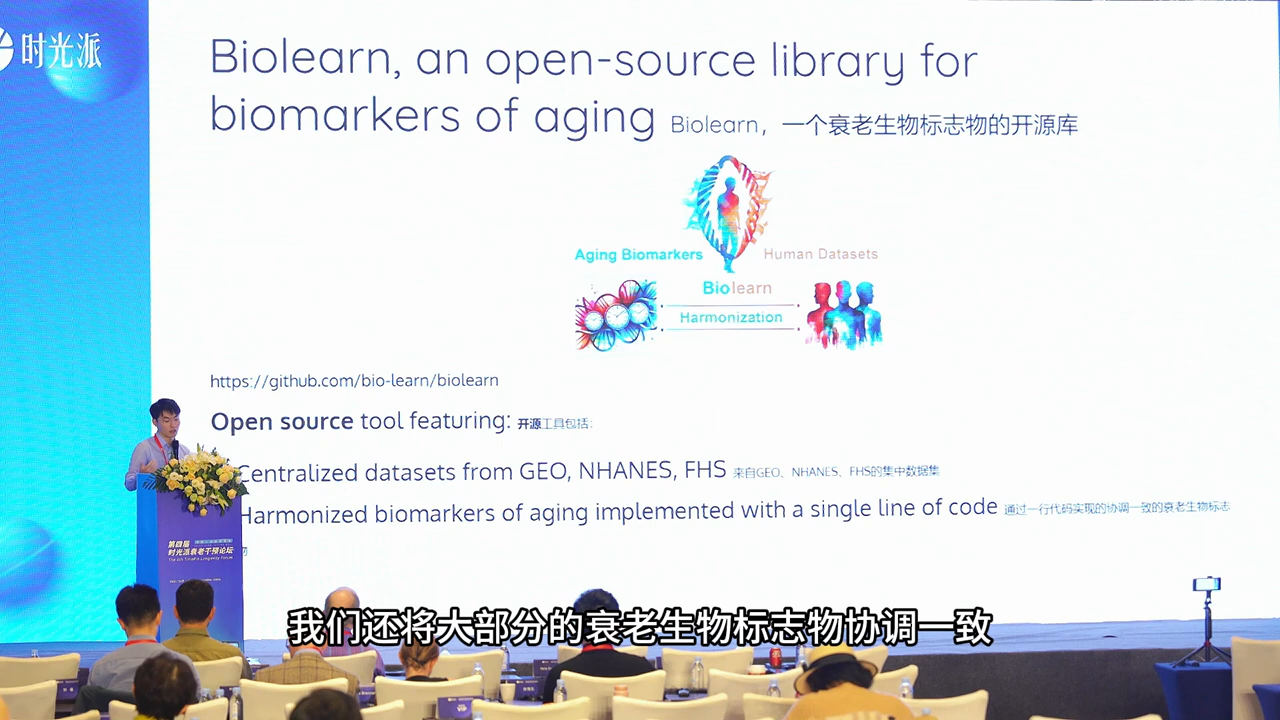 时光派
Biolearn, an open-source library for
biomarkers of aging Biolearn，一个衰老生物标志物的开源库
Aging Biomarkers
Human Datasets
Biolearn
Harmonization
https://github.com/bio-learn/biolearn
Open source tool featuring: 开源工具包括:
Centralized datasets from GEO, NHANES, FHS 来自GEO、NHANES、FHS的集中数据集
Harmonized biomarkers of aging implemented with a single line of code 通过一行代码实现的协调一致的衰老生物标志
物
第四届
时光派衰老干预论坛
我们还将大部分的衰老生物标志物协调一致